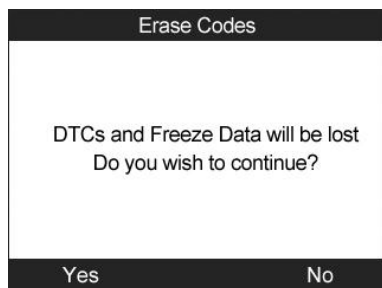 Erase Codes
DTCs and Freeze Data will be lost
Do you wish to continue?
Yes No